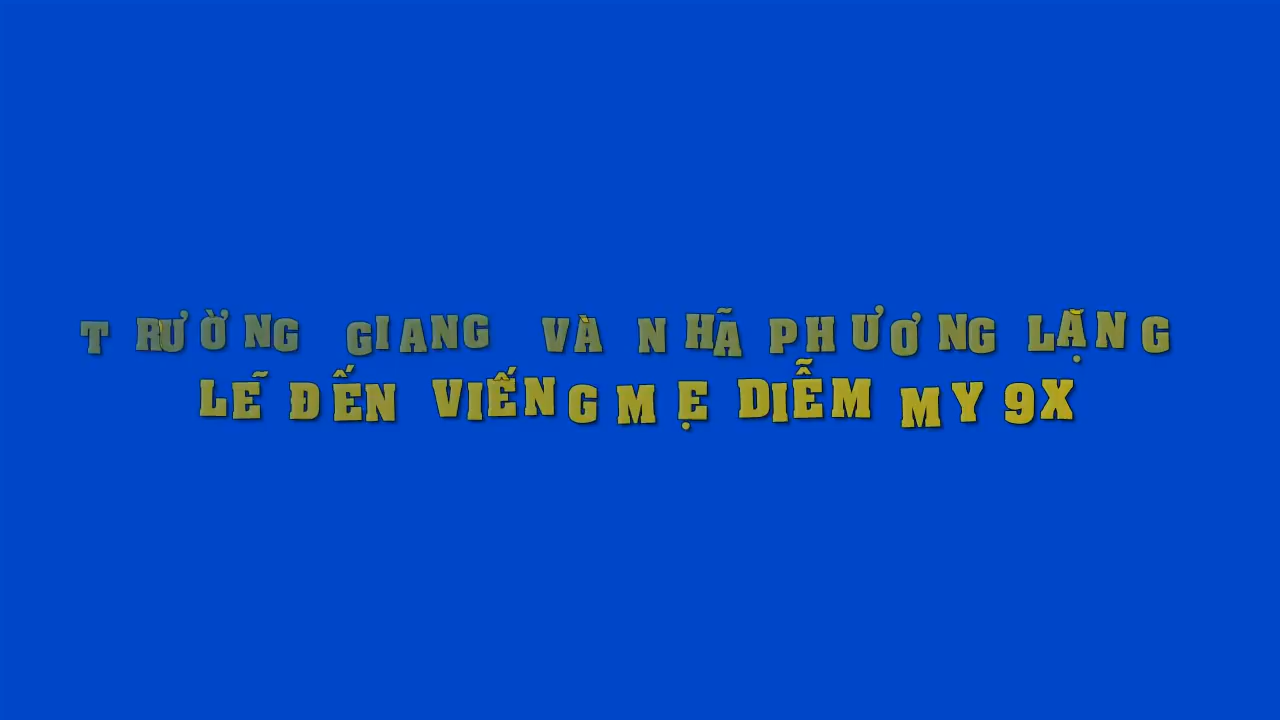 TRƯỜNG GIANG VÀ NHÃ PHƯƠNG LẶNG
LẼ ĐẾN VIẾNG MẸ DIỄM MY 9X